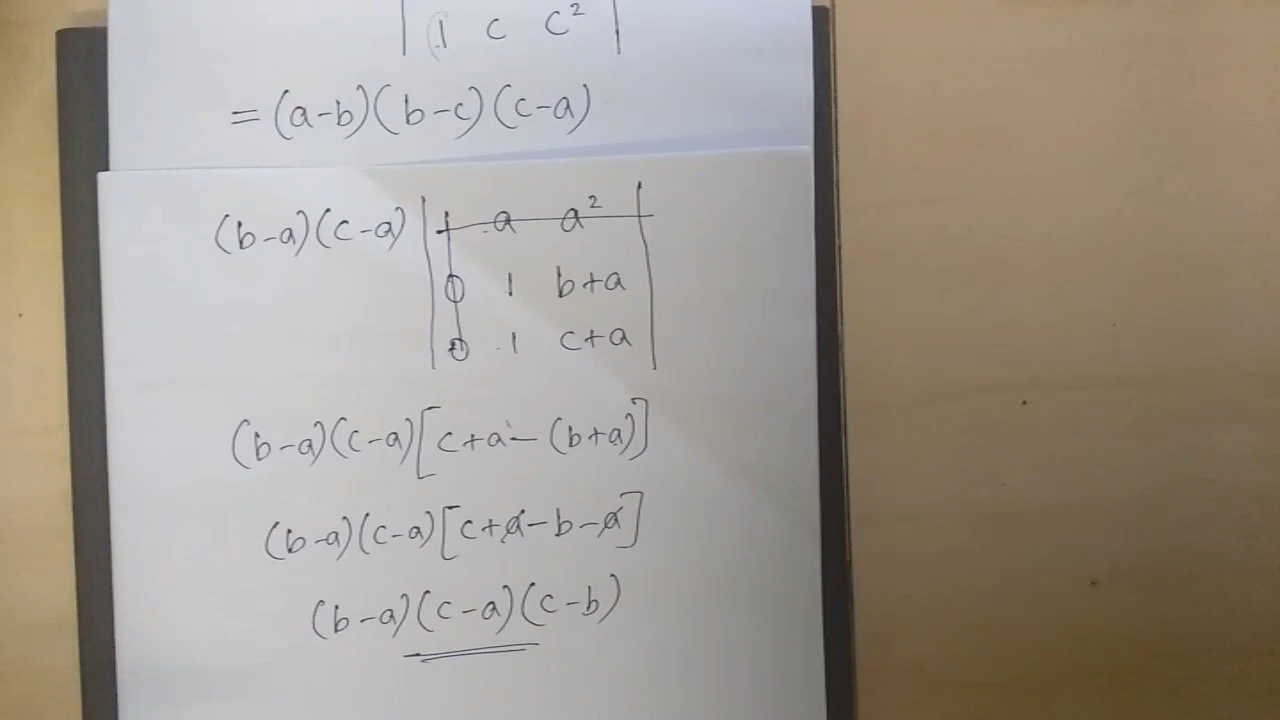 | 1 c c² |
= (a-b)(b-c)(c-a)
(b-a)(c-a) | 1 a a² |
| 0 1 b+a |
| 0 1 c+a |
(b-a)(c-a)[c+a-(b+a)]
(b-a)(c-a)[c+a-b-a]
(b-a)(c-a)(c-b)